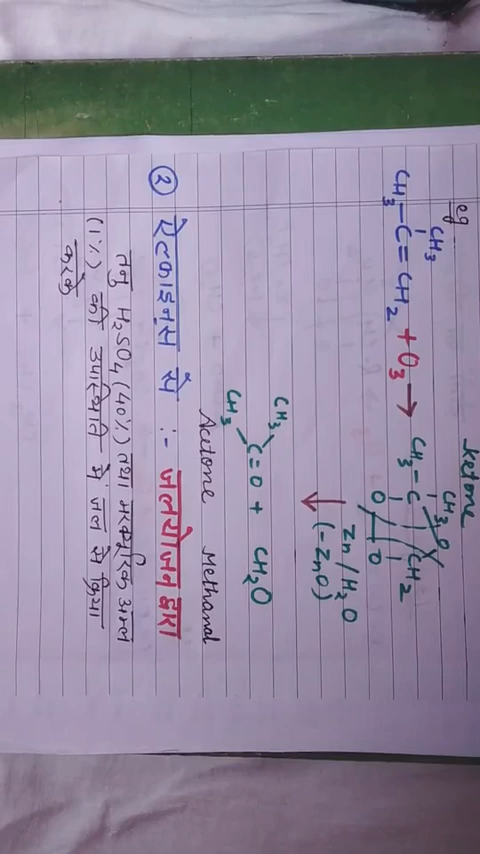 ketone
eg
CH3
CH3-C=CH2 + O3 →
CH3
CH3-C
O
CH2
O
O
Zn/H2O
(-ZnO)
CH3
C=O + CH2O
CH3
Acetone Methanal
② ऐल्काइन्स से :- जलयोजन द्वारा
तनु H2SO4 (40%) तथा मरक्यूरिक
(1%) की उपस्थिति में जल से क्रिया
करके